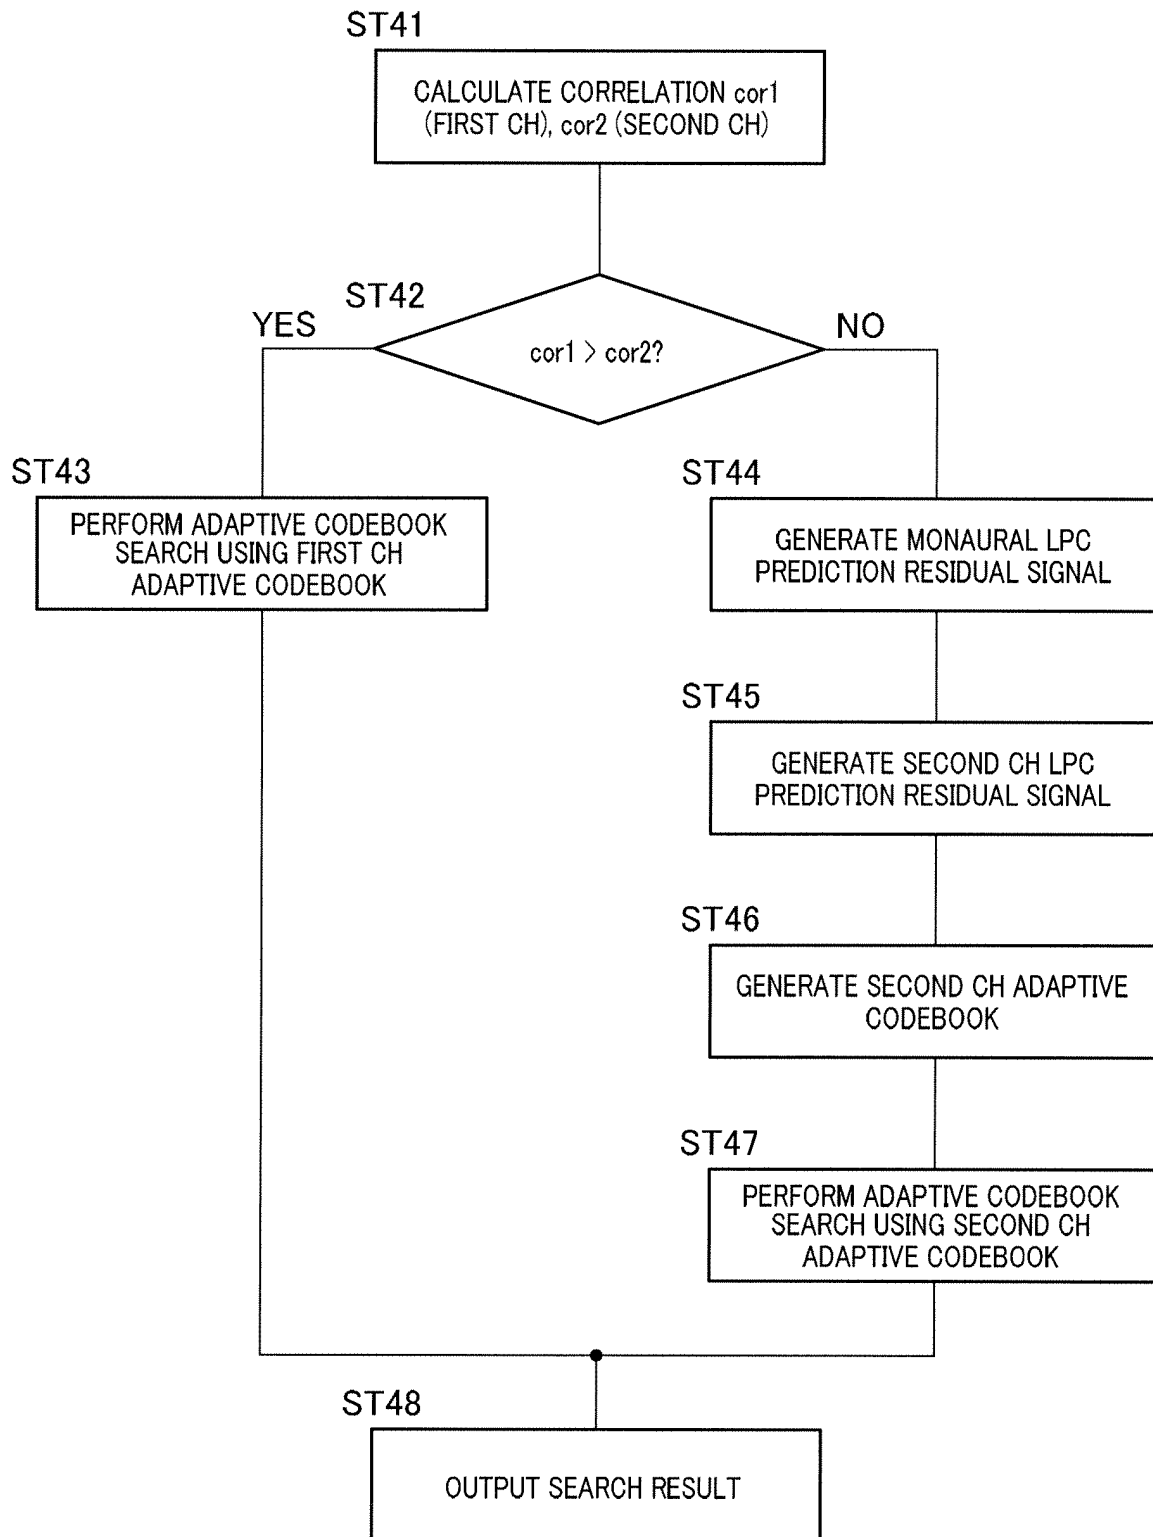 ST41
CALCULATE CORRELATION cor1
(FIRST CH), cor2 (SECOND CH)
ST42
YES
NO
cor1 > cor2?
ST43
PERFORM ADAPTIVE CODEBOOK
SEARCH USING FIRST CH
ADAPTIVE CODEBOOK
ST44
GENERATE MONAURAL LPC
PREDICTION RESIDUAL SIGNAL
ST45
GENERATE SECOND CH LPC
PREDICTION RESIDUAL SIGNAL
ST46
GENERATE SECOND CH ADAPTIVE
CODEBOOK
ST47
PERFORM ADAPTIVE CODEBOOK
SEARCH USING SECOND CH
ADAPTIVE CODEBOOK
ST48
OUTPUT SEARCH RESULT